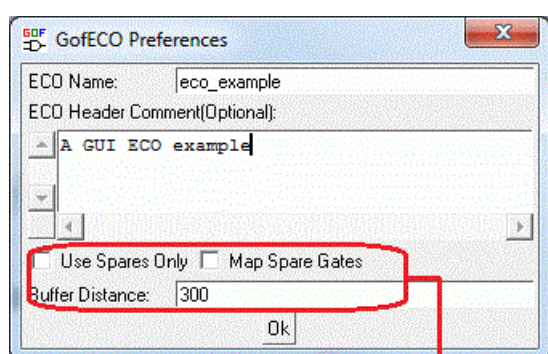 GOF GofECO Preferences
ECO Name: eco_example
ECO Header Comment(Optional):
A GUI ECO example
Use Spares Only Map Spare Gates
Buffer Distance: 300
Ok